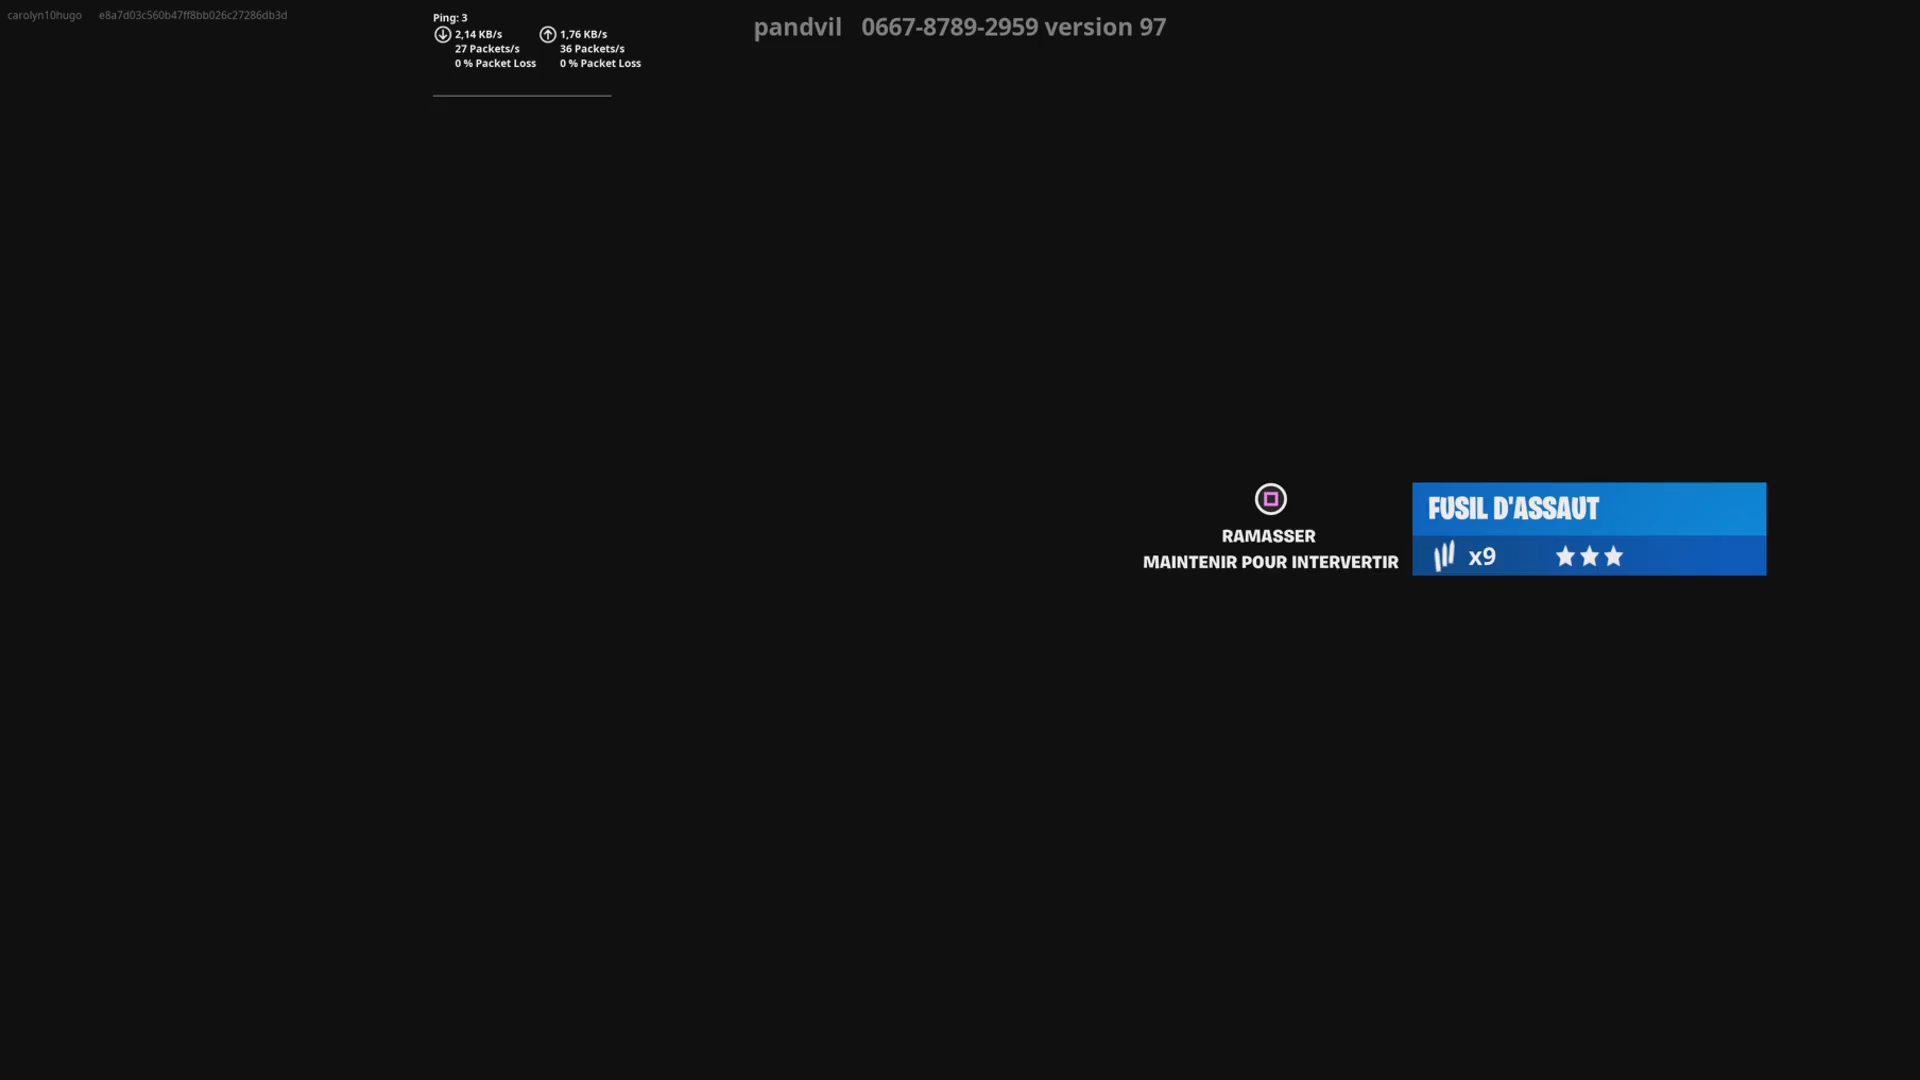 carolyn10hugo e8a7d03c560b47ff8bb026c27286db3d
Ping: 3
2,14 KB/s 1,76 KB/s
27 Packets/s 36 Packets/s
0 % Packet Loss 0 % Packet Loss
pandvil 0667-8789-2959 version 97
RAMASSER
MAINTENIR POUR INTERVERTIR
FUSIL D'ASSAUT
x9